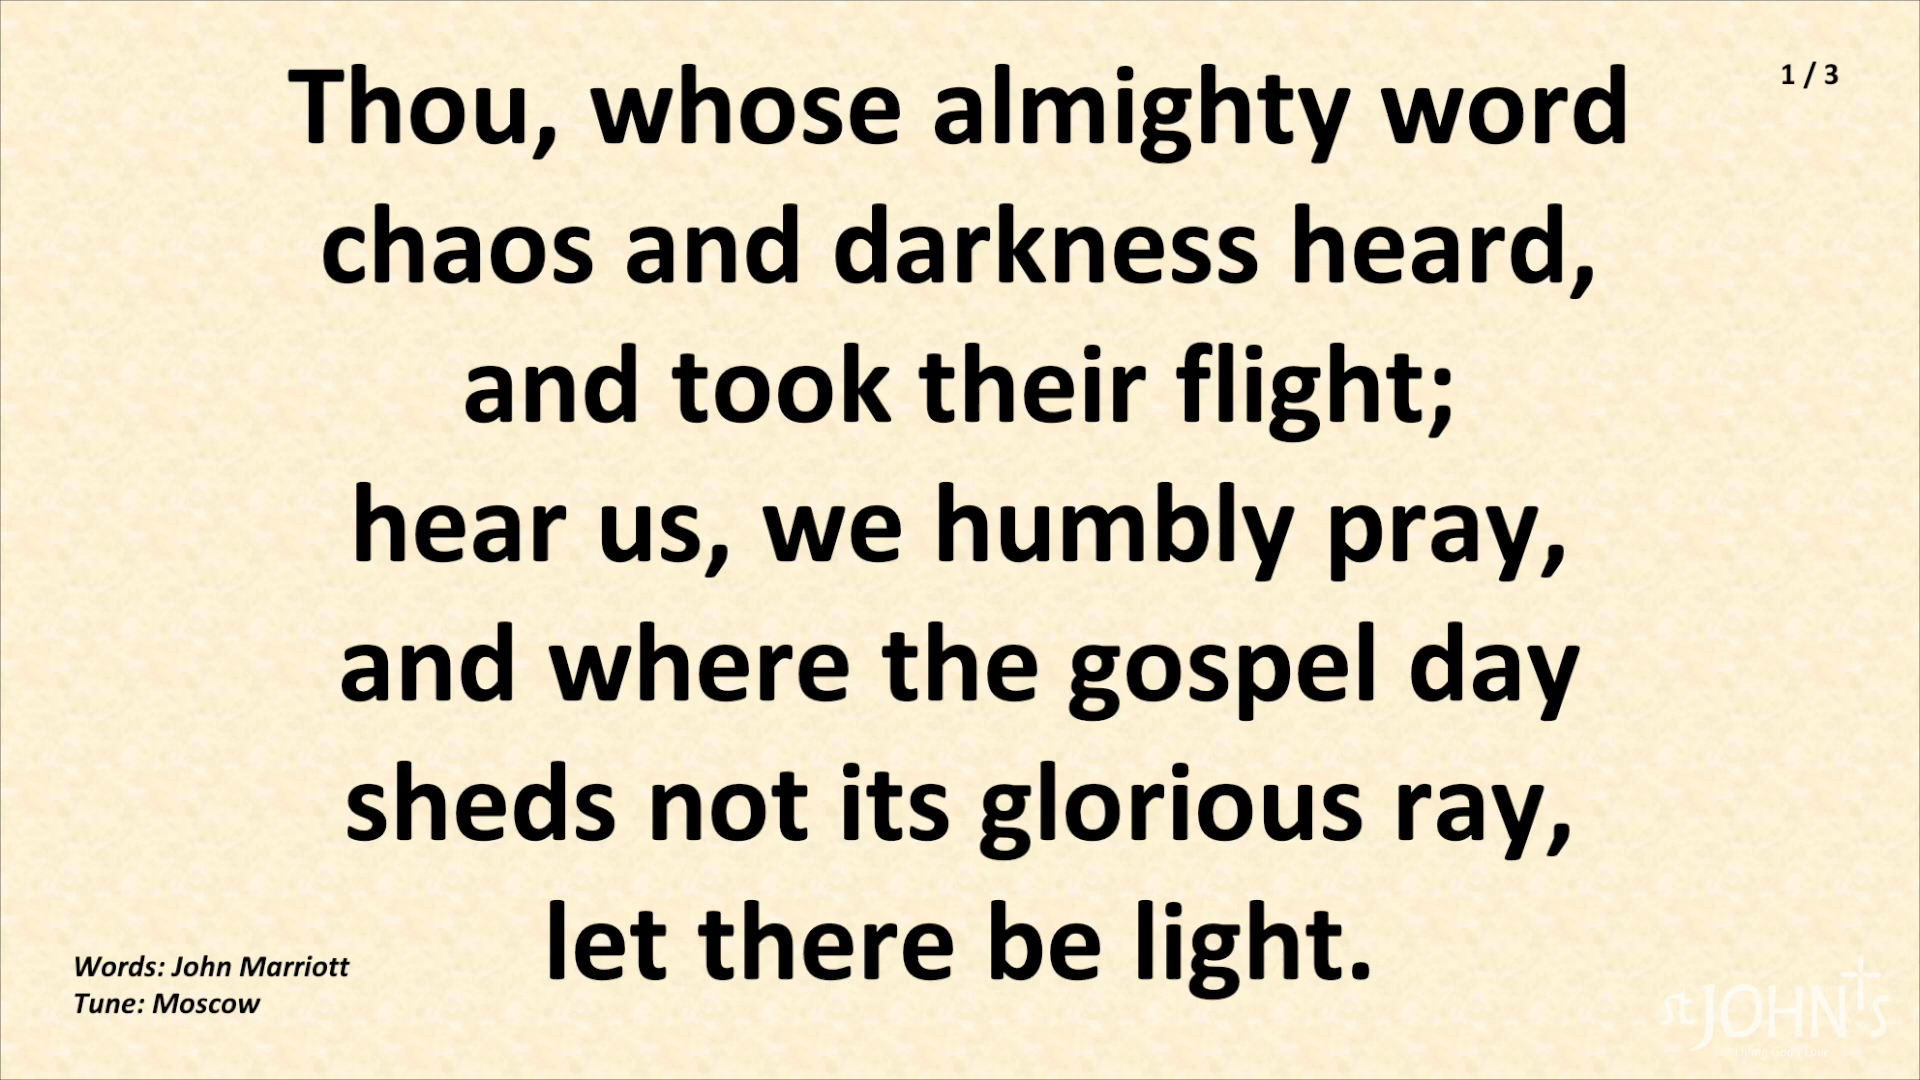 Thou, whose almighty word
1 / 3
chaos and darkness heard,
and took their flight;
hear us, we humbly pray,
and where the gospel day
sheds not its glorious ray,
let there be light.
Words: John Marriott
Tune: Moscow
st JOHN's